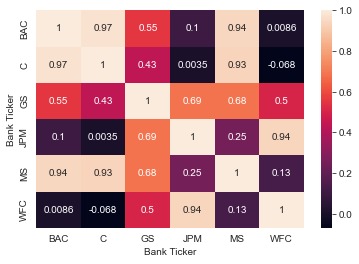 BAC 1 0.97 0.55 0.1 0.94 0.0086
C 0.97 1 0.43 0.0035 0.93 -0.068
GS 0.55 0.43 1 0.69 0.68 0.5
JPM 0.1 0.0035 0.69 1 0.25 0.94
MS 0.94 0.93 0.68 0.25 1 0.13
WFC 0.0086 -0.068 0.5 0.94 0.13 1
Bank Ticker
BAC C GS JPM MS WFC
Bank Ticker
1.0
0.8
0.6
0.4
0.2
0.0